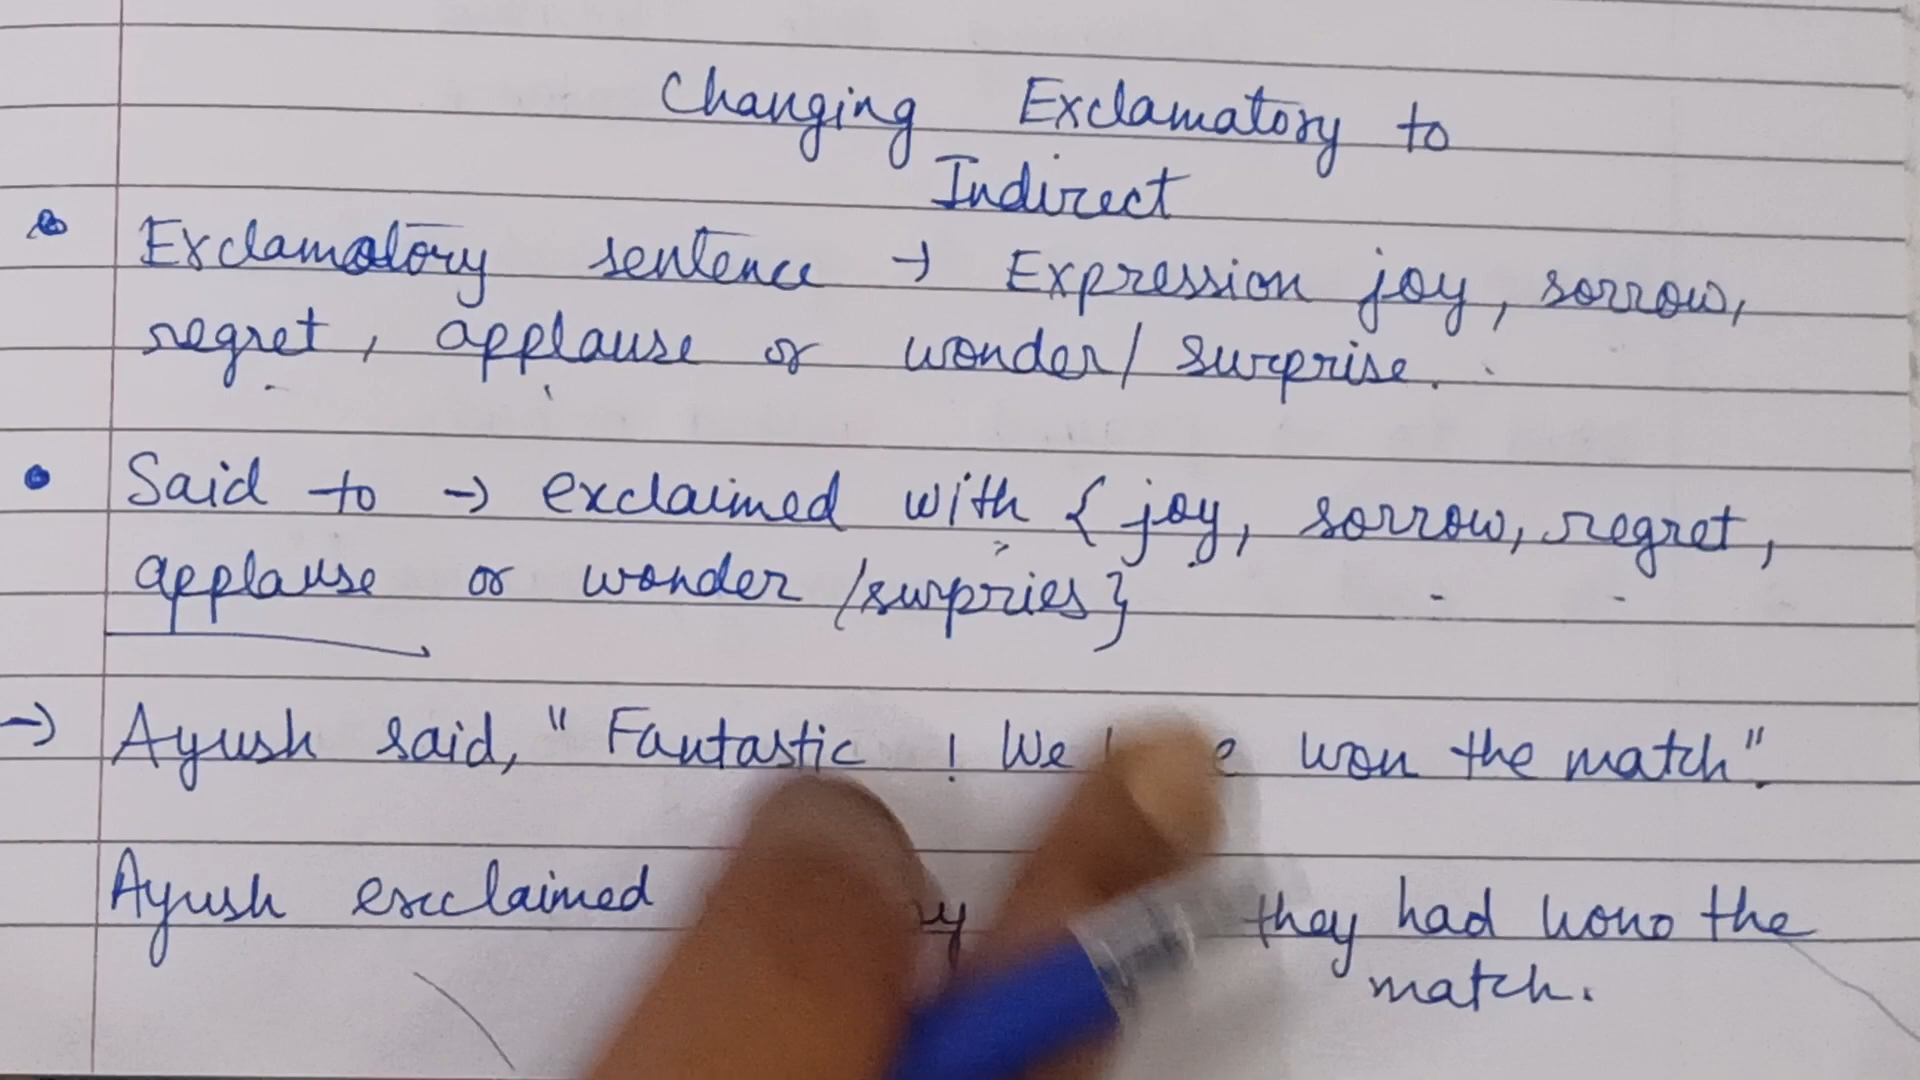 Changing Exclamatory to
Indirect
Exclamatory sentence → Expression joy, sorrow,
regret, applause or wonder/ surprise.
Said to → exclaimed with { joy, sorrow, regret,
applause or wonder /surpries}
→ Ayush said, " Fantastic ! We won the match".
Ayush exclaimed they had won the
match.